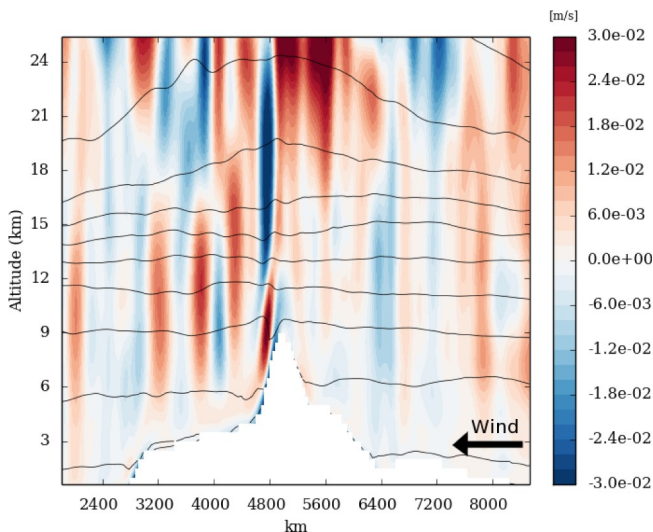 [m/s]
3.0e-02
2.4e-02
1.8e-02
1.2e-02
6.0e-03
0.0e+00
-6.0e-03
-1.2e-02
-1.8e-02
-2.4e-02
-3.0e-02
Altitude (km)
24
21
18
15
12
9
6
3
Wind
2400 3200 4000 4800 5600 6400 7200 8000
km